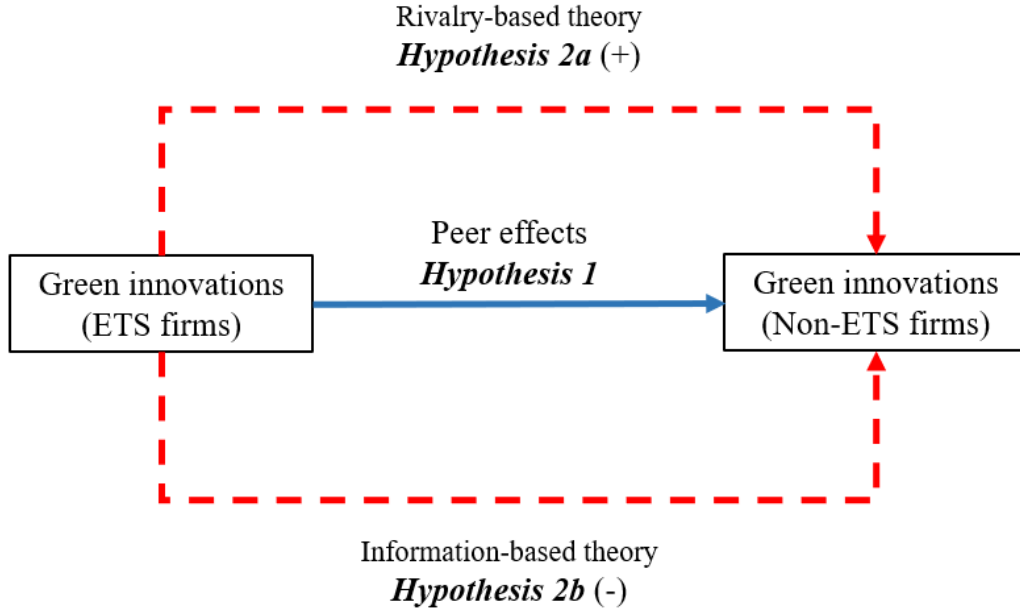 Rivalry-based theory
Hypothesis 2a (+)
Peer effects
Hypothesis 1
Green innovations
(ETS firms)
Green innovations
(Non-ETS firms)
Information-based theory
Hypothesis 2b (-)